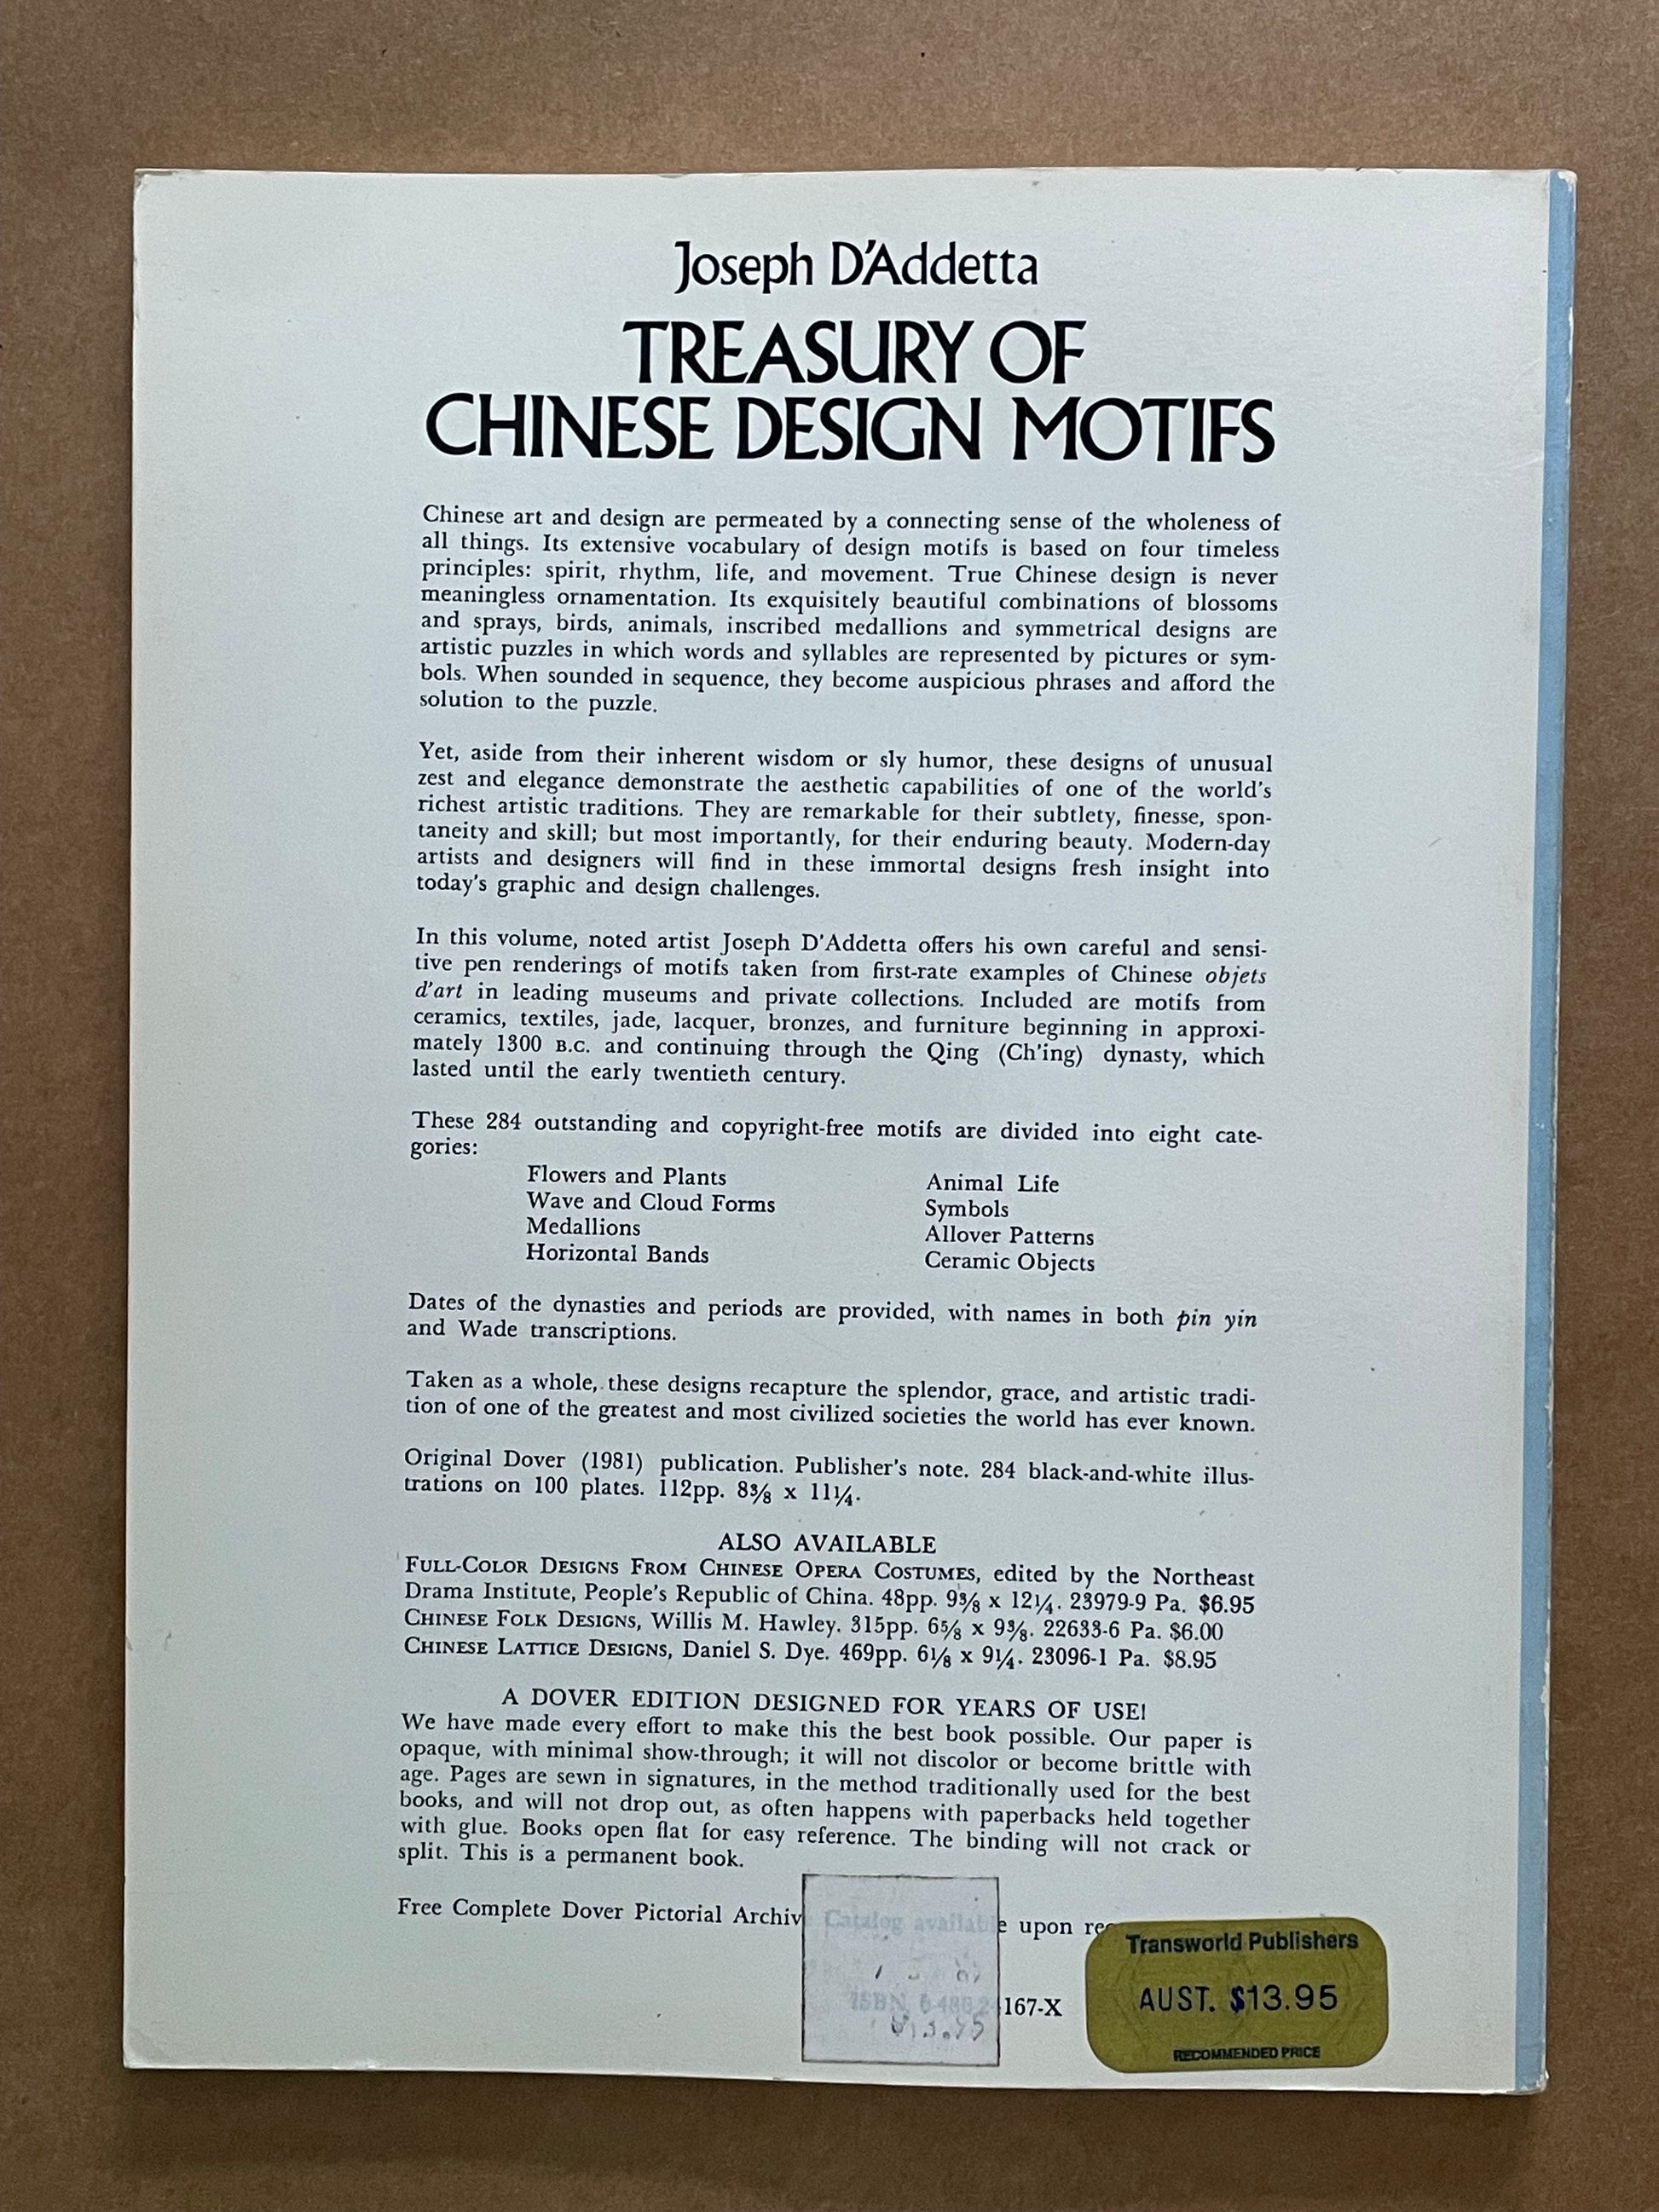 Joseph D'Addetta
TREASURY OF
CHINESE DESIGN MOTIFS
Chinese art and design are permeated by a connecting sense of the wholeness of
all things. Its extensive vocabulary of design motifs is based on four timeless
principles: spirit, rhythm, life, and movement. True Chinese design is never
meaningless ornamentation. Its exquisitely beautiful combinations of blossoms
and sprays, birds, animals, inscribed medallions and symmetrical designs are
artistic puzzles in which words and syllables are represented by pictures or sym-
bols. When sounded in sequence, they become auspicious phrases and afford the
solution to the puzzle.
Yet, aside from their inherent wisdom or sly humor, these designs of unusual
zest and elegance demonstrate the aesthetic capabilities of one of the world's
richest artistic traditions. They are remarkable for their subtlety, finesse, spon-
taneity and skill; but most importantly, for their enduring beauty. Modern-day
artists and designers will find in these immortal designs fresh insight into
today's graphic and design challenges.
In this volume, noted artist Joseph D'Addetta offers his own careful and sensi-
tive pen renderings of motifs taken from first-rate examples of Chinese objets
d'art in leading museums and private collections. Included are motifs from
ceramics, textiles, jade, lacquer, bronzes, and furniture beginning in approxi-
mately 1300 B.C. and continuing through the Qing (Ch'ing) dynasty, which
lasted until the early twentieth century.
These 284 outstanding and copyright-free motifs are divided into eight cate-
gories:
Flowers and Plants
Wave and Cloud Forms
Medallions
Horizontal Bands
Animal Life
Symbols
Allover Patterns
Ceramic Objects
Dates of the dynasties and periods are provided, with names in both pin yin
and Wade transcriptions.
Taken as a whole, these designs recapture the splendor, grace, and artistic tradi-
tion of one of the greatest and most civilized societies the world has ever known.
Original Dover (1981) publication. Publisher's note. 284 black-and-white illus-
trations on 100 plates. 112pp. 8⅜ x 11¼.
ALSO AVAILABLE
FULL-COLOR DESIGNS FROM CHINESE OPERA COSTUMES, edited by the Northeast
Drama Institute, People's Republic of China. 48pp. 9⅜ x 12¼. 23979-9 Pa. $6.95
CHINESE FOLK DESIGNS, Willis M. Hawley. 315pp. 6⅝ x 9⅜. 22633-6 Pa. $6.00
CHINESE LATTICE DESIGNS, Daniel S. Dye. 469pp. 6⅛ x 9¼. 23096-1 Pa. $8.95
A DOVER EDITION DESIGNED FOR YEARS OF USE!
We have made every effort to make this the best book possible. Our paper is
opaque, with minimal show-through; it will not discolor or become brittle with
age. Pages are sewn in signatures, in the method traditionally used for the best
books, and will not drop out, as often happens with paperbacks held together
with glue. Books open flat for easy reference. The binding will not crack or
split. This is a permanent book.
Free Complete Dover Pictorial Archiv Catalog available upon
ISBN 167-X
Transworld Publishers
AUST. $13.95
RECOMMENDED PRICE